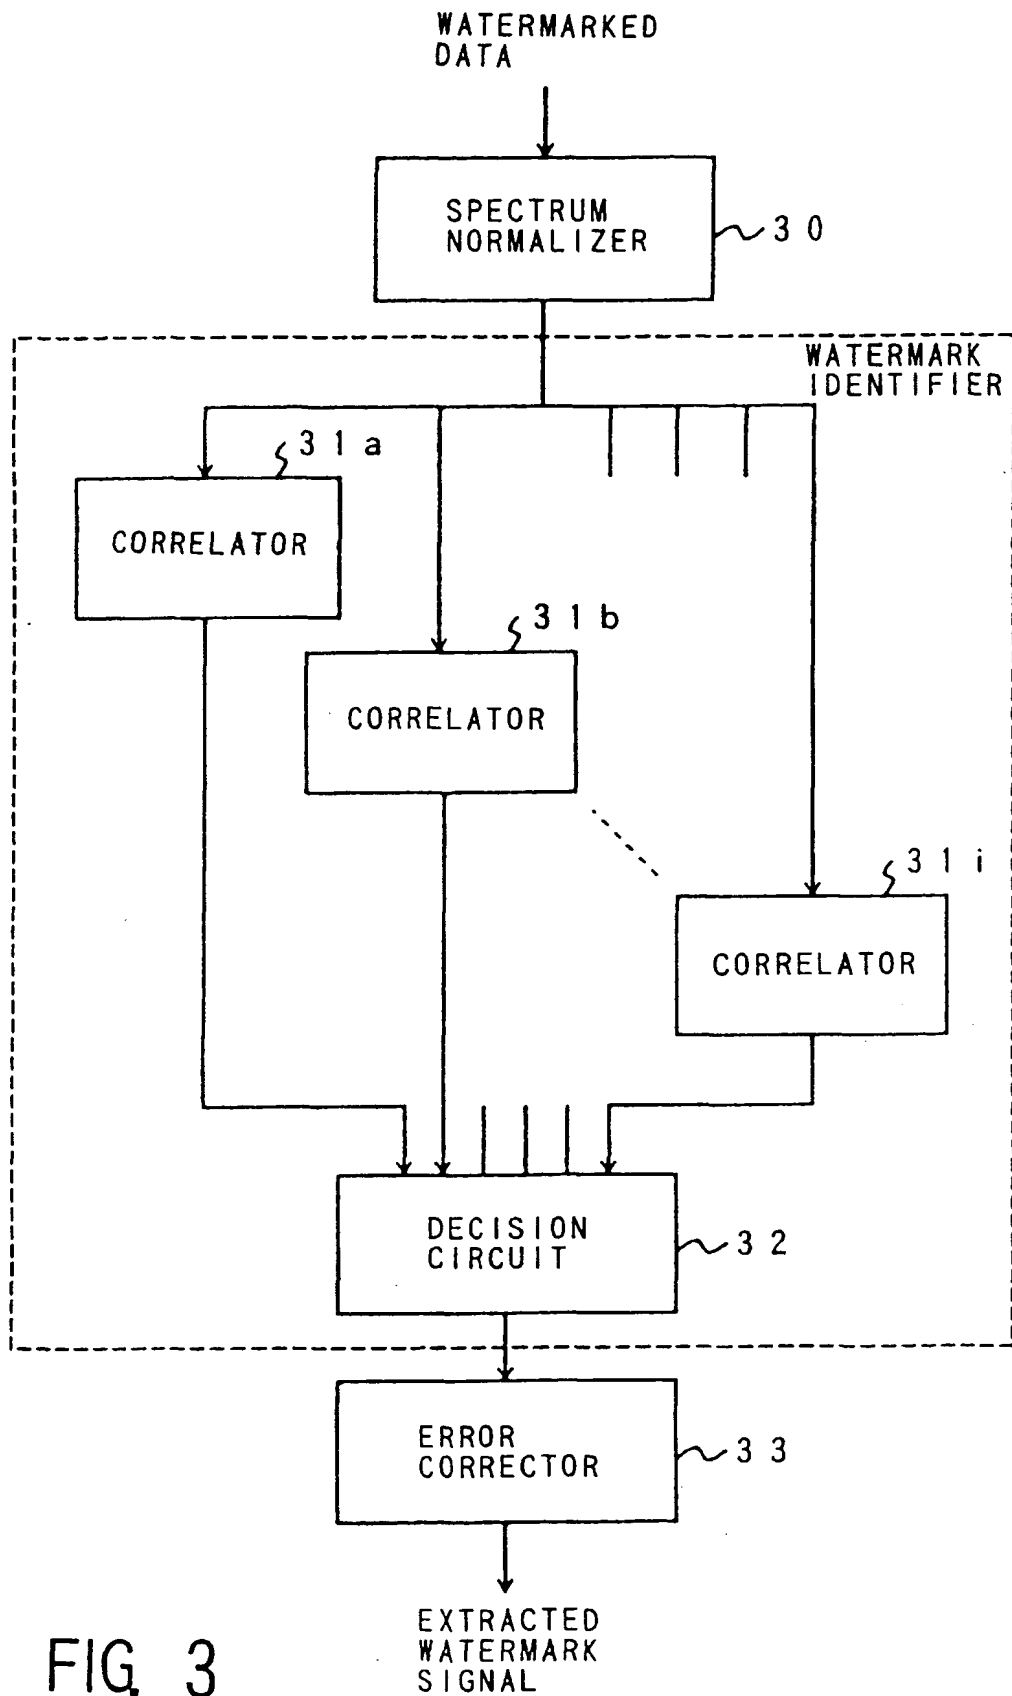 WATERMARKED
DATA
SPECTRUM
NORMALIZER
30
WATERMARK
IDENTIFIER
31a
CORRELATOR
31b
CORRELATOR
31i
CORRELATOR
DECISION
CIRCUIT
32
ERROR
CORRECTOR
33
EXTRACTED
WATERMARK
SIGNAL
FIG. 3